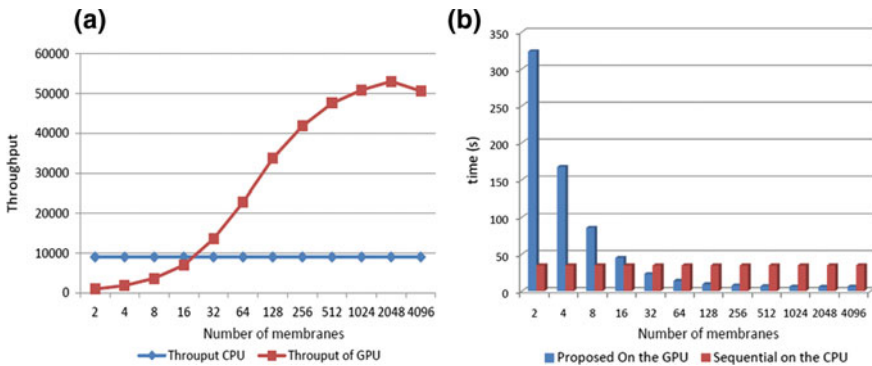 (a)
60000
50000
40000
30000
20000
10000
0
Throughput
2 4 8 16 32 64 128 256 512 1024 2048 4096
Number of membranes
Throuput CPU Throuput of GPU
(b)
350
300
250
200
150
100
50
0
time (s)
2 4 8 16 32 64 128 256 512 1024 2048 4096
Number of membranes
Proposed On the GPU Sequential on the CPU